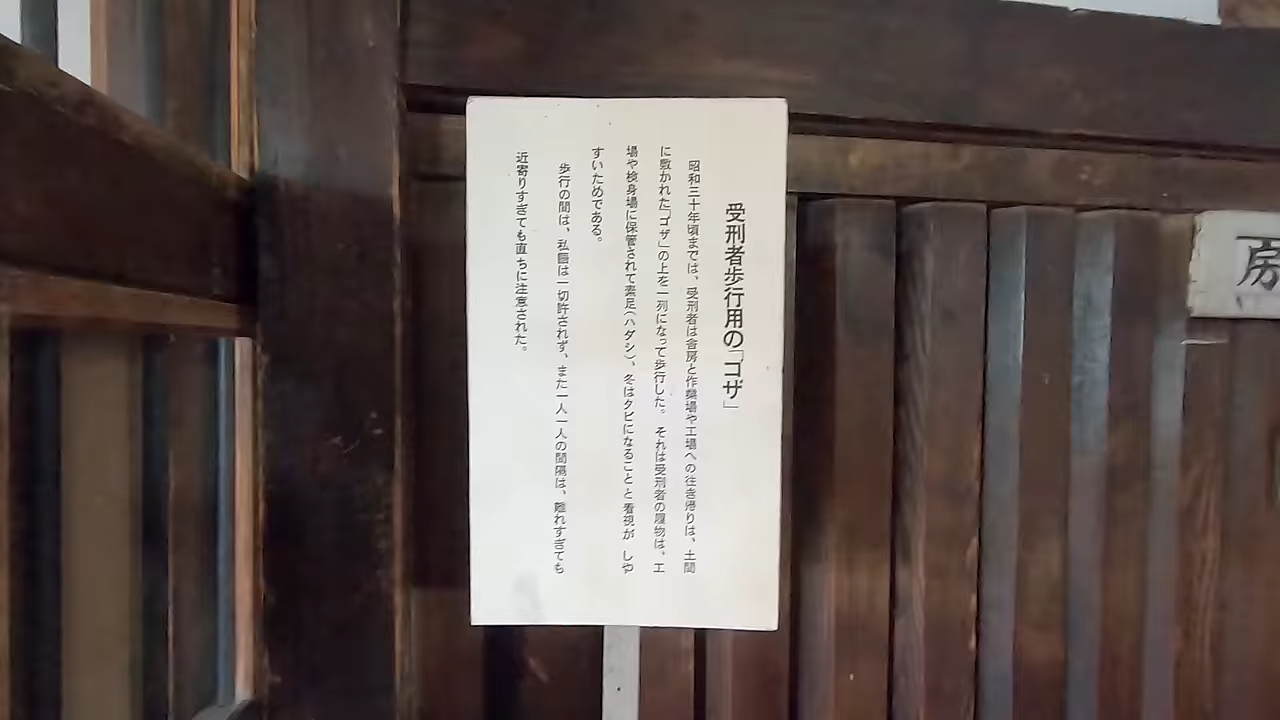 受刑者歩行用の「ゴザ」
昭和三十年頃までは、受刑者は舎房と作業場や工場への往き帰りは、土間
に敷かれた「ゴザ」の上を一列になって歩行した。それは受刑者の履物は、工
場や検身場に保管されて素足（ハダシ）、冬はタビになることと看視が しや
すいためである。
歩行の間は、私語は一切許されず、また一人一人の間隔は、離れすぎても
近寄りすぎても直ちに注意された。
房